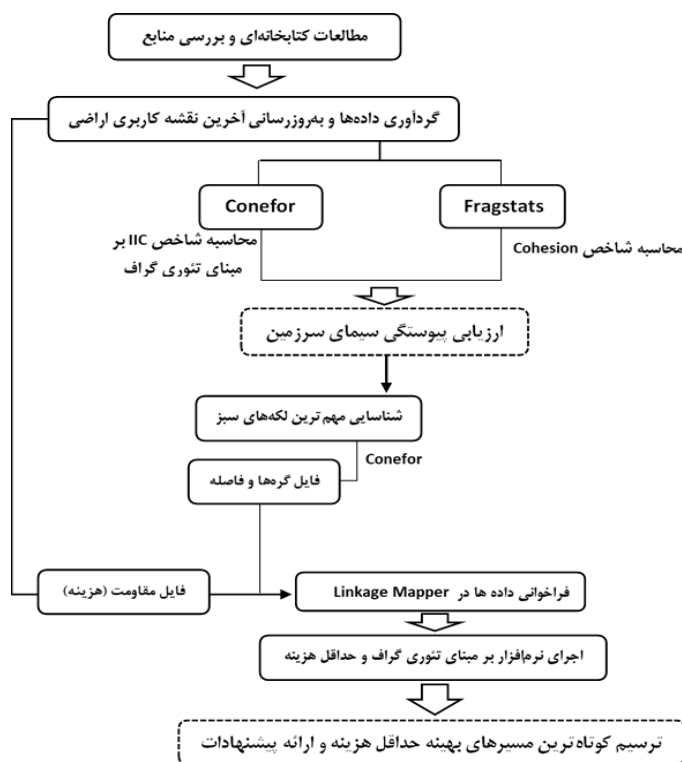 مطالعات کتابخانه‌ای و بررسی منابع
گردآوری داده‌ها و به‌روزرسانی آخرین نقشه کاربری اراضی
Conefor
Fragstats
محاسبه شاخص IIC بر
مبنای تئوری گراف
محاسبه شاخص Cohesion
ارزیابی پیوستگی سیمای سرزمین
شناسایی مهم‌ترین لکه‌های سبز
Conefor
فایل گره‌ها و فاصله
فایل مقاومت (هزینه)
فراخوانی داده ها در Linkage Mapper
اجرای نرم‌افزار بر مبنای تئوری گراف و حداقل هزینه
ترسیم کوتاه‌ترین مسیرهای بهینه حداقل هزینه و ارائه پیشنهادات